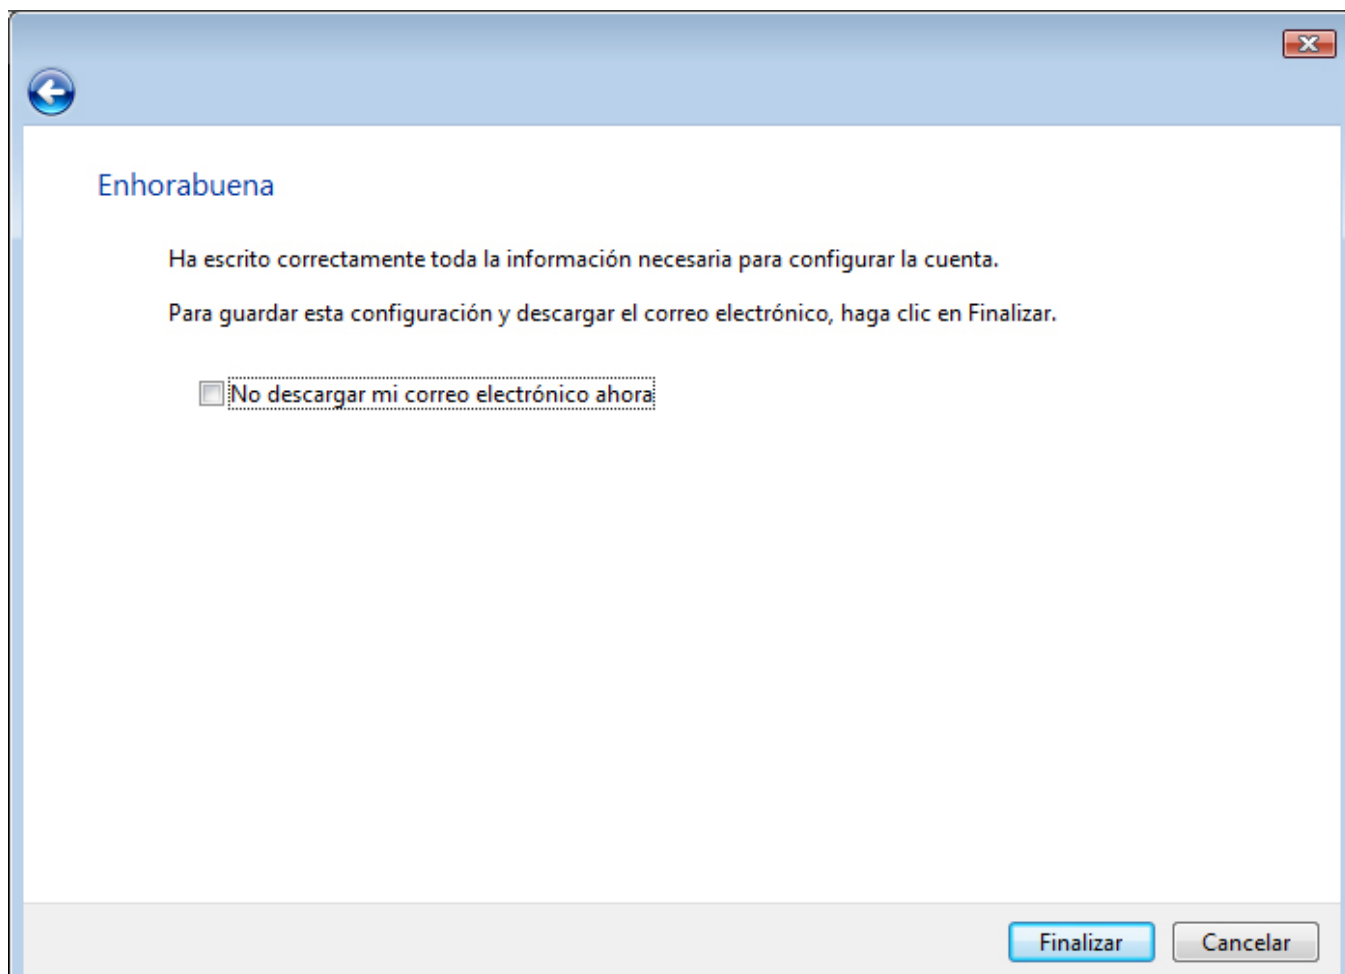 Enhorabuena
Ha escrito correctamente toda la información necesaria para configurar la cuenta.
Para guardar esta configuración y descargar el correo electrónico, haga clic en Finalizar.
No descargar mi correo electrónico ahora
Finalizar
Cancelar